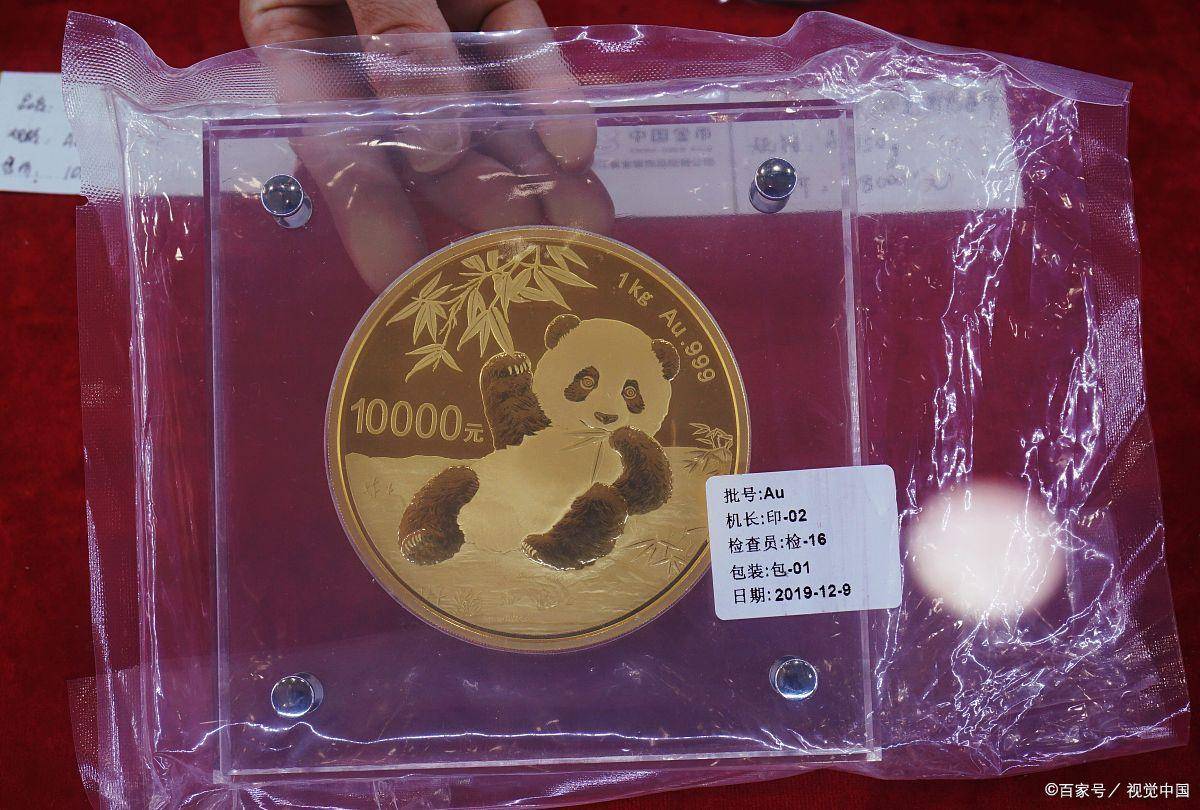 中国金币
1kg Au.999
10000元
批号:Au
机长:印-02
检查员:检-16
包装:包-01
日期:2019-12-9
©百家号／视觉中国